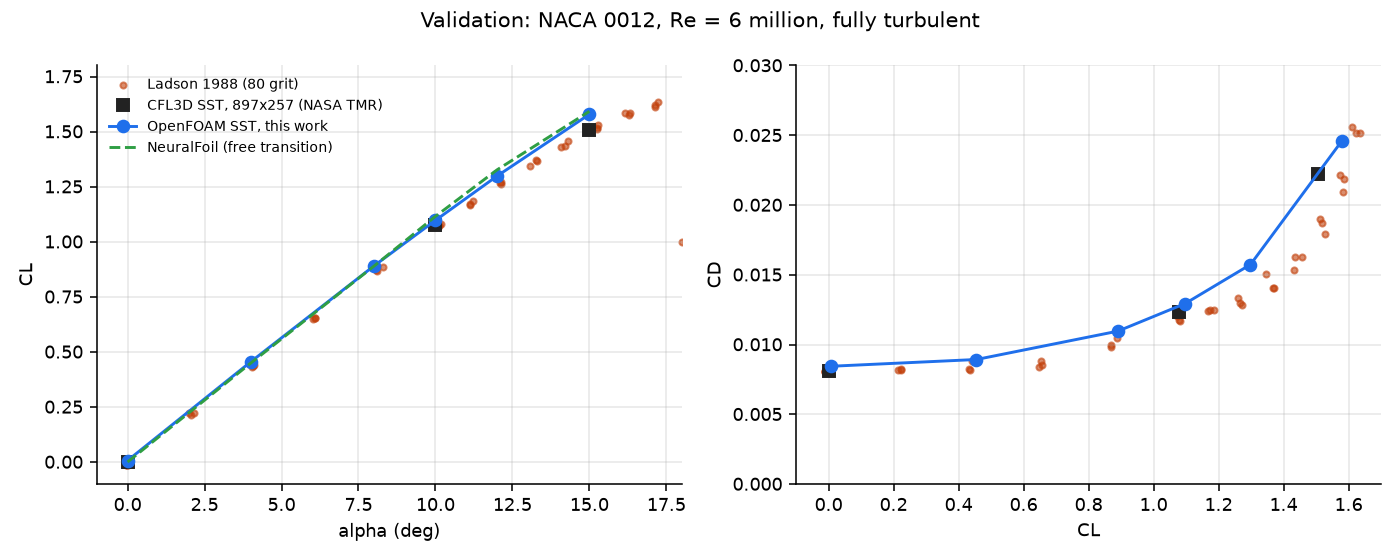 Validation: NACA 0012, Re = 6 million, fully turbulent
Ladson 1988 (80 grit)
CFL3D SST, 897x257 (NASA TMR)
OpenFOAM SST, this work
NeuralFoil (free transition)
CL
1.75
1.50
1.25
1.00
0.75
0.50
0.25
0.00
0.0 2.5 5.0 7.5 10.0 12.5 15.0 17.5
alpha (deg)
CD
0.030
0.025
0.020
0.015
0.010
0.005
0.000
0.0 0.2 0.4 0.6 0.8 1.0 1.2 1.4 1.6
CL